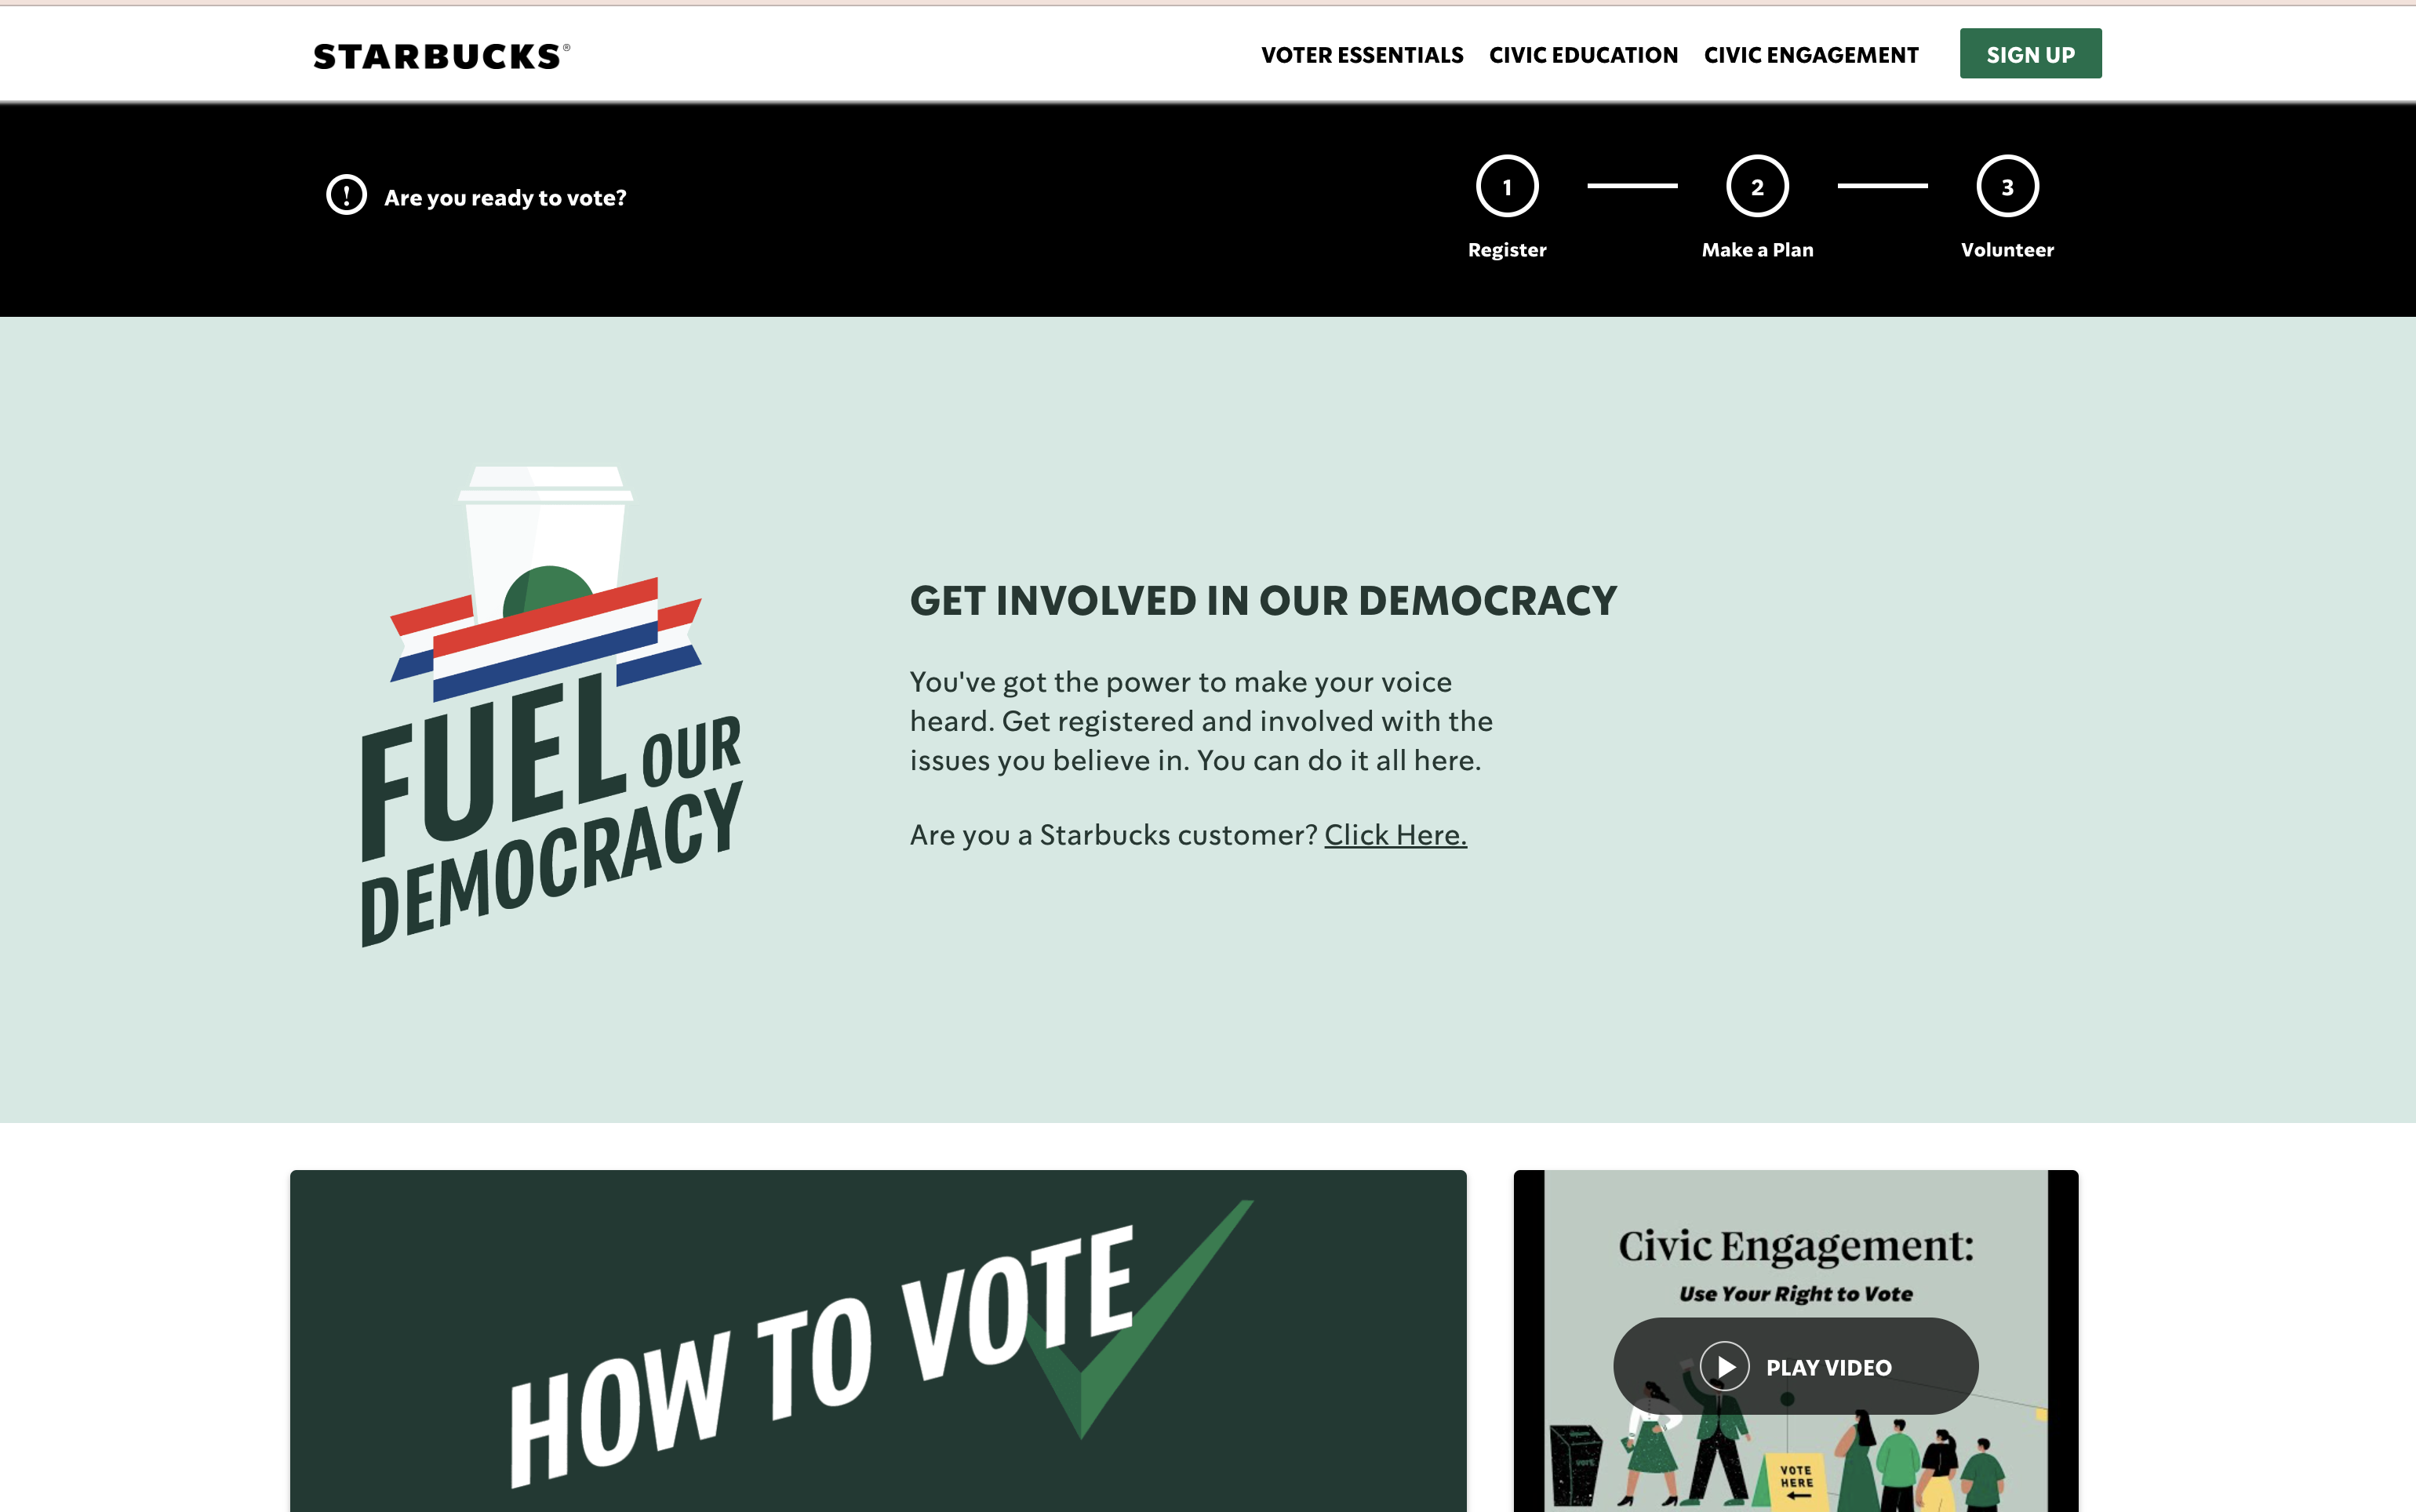 STARBUCKS®
VOTER ESSENTIALS
CIVIC EDUCATION
CIVIC ENGAGEMENT
SIGN UP
! Are you ready to vote?
1
2
3
Register
Make a Plan
Volunteer
FUEL OUR
DEMOCRACY
GET INVOLVED IN OUR DEMOCRACY
You've got the power to make your voice
heard. Get registered and involved with the
issues you believe in. You can do it all here.
Are you a Starbucks customer? Click Here.
HOW TO VOTE
Civic Engagement:
Use Your Right to Vote
PLAY VIDEO
VOTE
VOTE
HERE